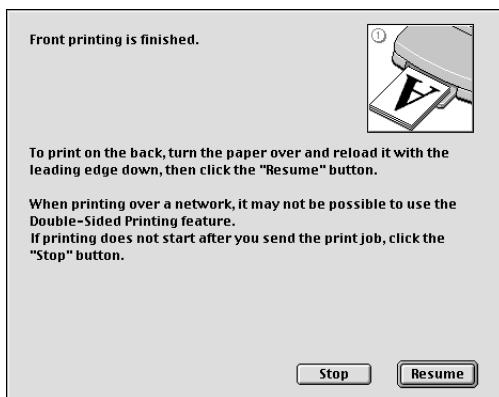 Front printing is finished.
1
A
To print on the back, turn the paper over and reload it with the
leading edge down, then click the "Resume" button.
When printing over a network, it may not be possible to use the
Double-Sided Printing feature.
If printing does not start after you send the print job, click the
"Stop" button.
Stop
Resume